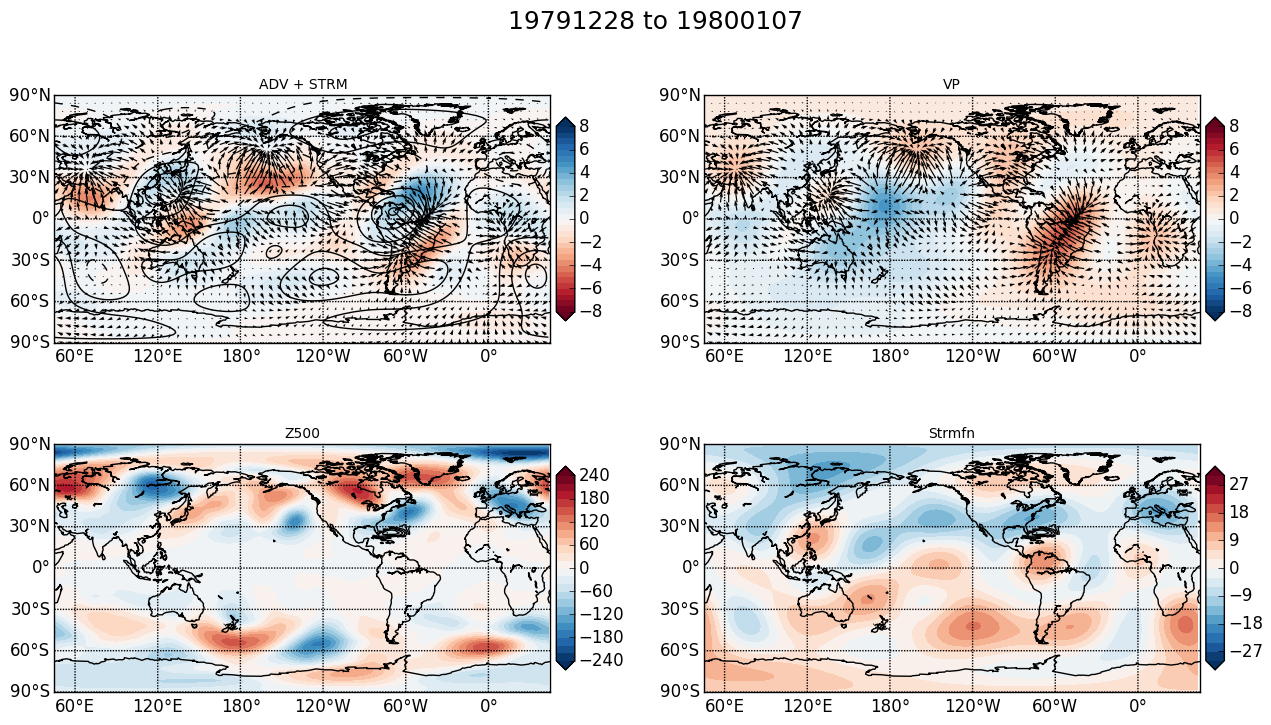 19791228 to 19800107
ADV + STRM
90°N
60°N
30°N
0°
30°S
60°S
90°S
60°E 120°E 180° 120°W 60°W 0°
8
6
4
2
0
−2
−4
−6
−8
VP
90°N
60°N
30°N
0°
30°S
60°S
90°S
60°E 120°E 180° 120°W 60°W 0°
8
6
4
2
0
−2
−4
−6
−8
Z500
90°N
60°N
30°N
0°
30°S
60°S
90°S
60°E 120°E 180° 120°W 60°W 0°
240
180
120
60
0
−60
−120
−180
−240
Strmfn
90°N
60°N
30°N
0°
30°S
60°S
90°S
60°E 120°E 180° 120°W 60°W 0°
27
18
9
0
−9
−18
−27